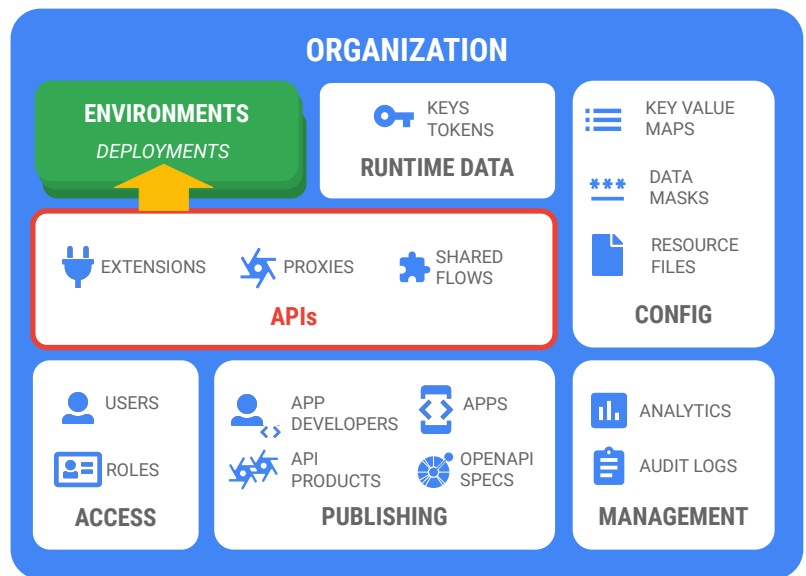 ORGANIZATION
ENVIRONMENTS
DEPLOYMENTS
KEYS
TOKENS
RUNTIME DATA
KEY VALUE
MAPS
***
DATA
MASKS
RESOURCE
FILES
CONFIG
EXTENSIONS
PROXIES
SHARED
FLOWS
APIs
USERS
ROLES
ACCESS
APP
DEVELOPERS
APPS
API
PRODUCTS
OPENAPI
SPECS
PUBLISHING
ANALYTICS
AUDIT LOGS
MANAGEMENT